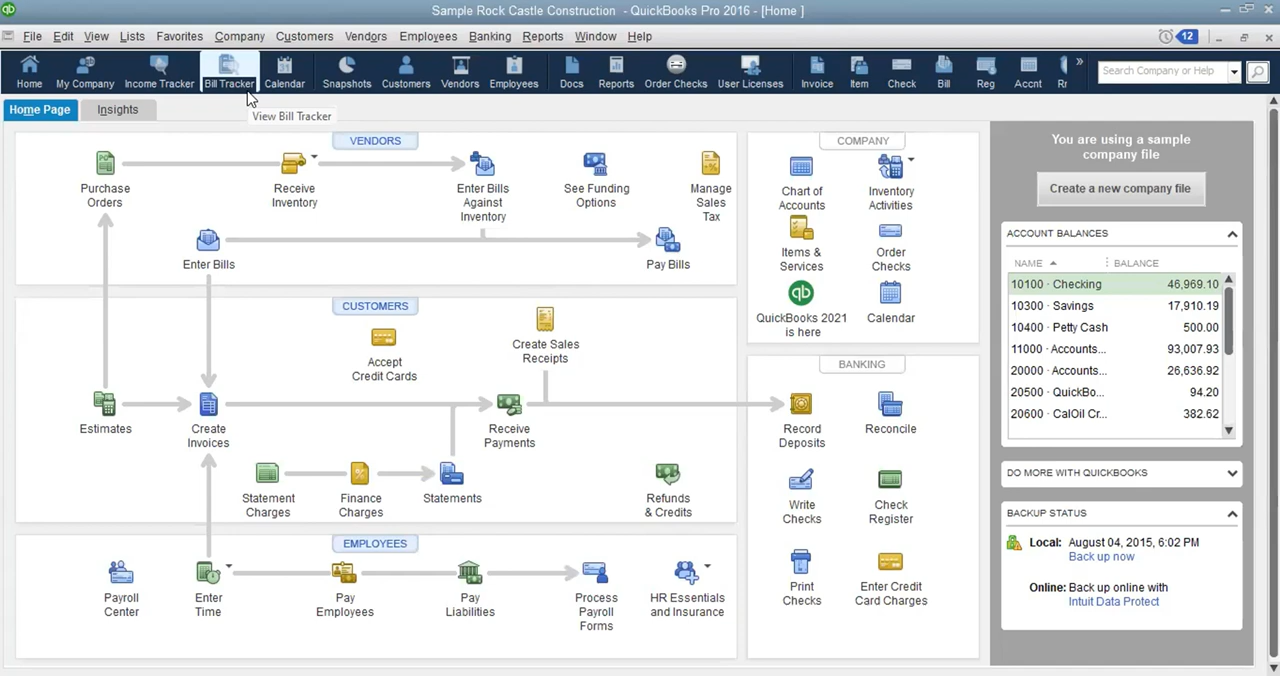 qb
Sample Rock Castle Construction - QuickBooks Pro 2016 - [Home ]
File Edit View Lists Favorites Company Customers Vendors Employees Banking Reports Window Help
12
Home My Company Income Tracker Bill Tracker Calendar Snapshots Customers Vendors Employees Docs Reports Order Checks User Licenses Invoice Item Check Bill Reg Accnt Rr
Search Company or Help
View Bill Tracker
Home Page Insights
VENDORS
Purchase
Orders
Receive
Inventory
Enter Bills
Against
Inventory
See Funding
Options
Manage
Sales
Tax
Enter Bills
Pay Bills
CUSTOMERS
Accept
Credit Cards
Create Sales
Receipts
Estimates
Create
Invoices
Receive
Payments
Statement
Charges
Finance
Charges
Statements
Refunds
& Credits
EMPLOYEES
Payroll
Center
Enter
Time
Pay
Employees
Pay
Liabilities
Process
Payroll
Forms
HR Essentials
and Insurance
COMPANY
Chart of
Accounts
Inventory
Activities
Items &
Services
Order
Checks
qb
QuickBooks 2021
is here
Calendar
BANKING
Record
Deposits
Reconcile
Write
Checks
Check
Register
Print
Checks
Enter Credit
Card Charges
You are using a sample
company file
Create a new company file
ACCOUNT BALANCES
NAME BALANCE
10100 · Checking 46,969.10
10300 · Savings 17,910.19
10400 · Petty Cash 500.00
11000 · Accounts... 93,007.93
20000 · Accounts... 26,636.92
20500 · QuickBo... 94.20
20600 · CalOil Cr... 382.62
DO MORE WITH QUICKBOOKS
BACKUP STATUS
Local: August 04, 2015, 6:02 PM
Back up now
Online: Back up online with
Intuit Data Protect